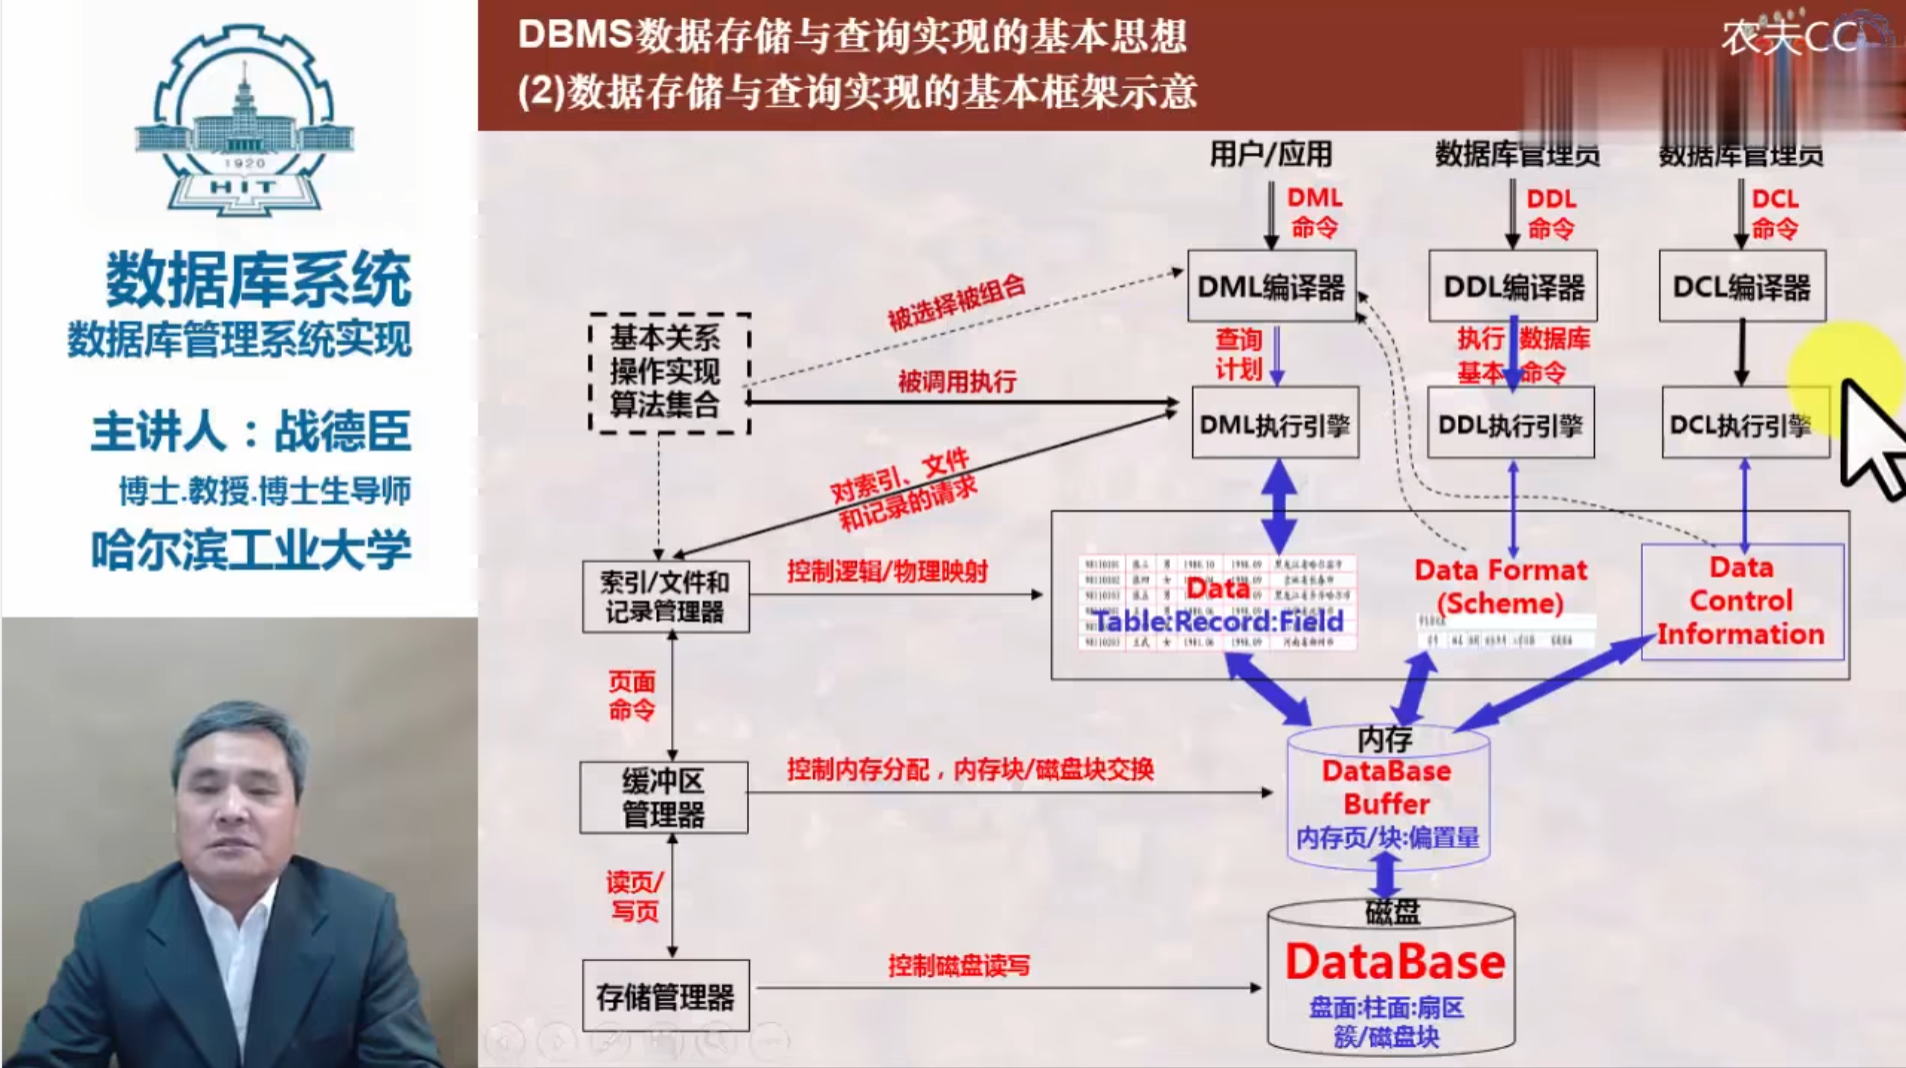 DBMS数据存储与查询实现的基本思想
(2)数据存储与查询实现的基本框架示意
农夫CC
1920
HIT
数据库系统
数据库管理系统实现
主讲人：战德臣
博士.教授.博士生导师
哈尔滨工业大学
用户/应用
数据库管理员
数据库管理员
DML
命令
DDL
命令
DCL
命令
DML编译器
DDL编译器
DCL编译器
被选择被组合
基本关系
操作实现
算法集合
查询
计划
执行 数据库
基本 命令
被调用执行
DML执行引擎
DDL执行引擎
DCL执行引擎
对索引、文件
和记录的请求
索引/文件和
记录管理器
控制逻辑/物理映射
Data
Table:Record:Field
Data Format
(Scheme)
Data
Control
Information
页面
命令
缓冲区
管理器
控制内存分配，内存块/磁盘块交换
内存
DataBase
Buffer
内存页/块:偏置量
读页/
写页
存储管理器
控制磁盘读写
磁盘
DataBase
盘面:柱面:扇区
簇/磁盘块